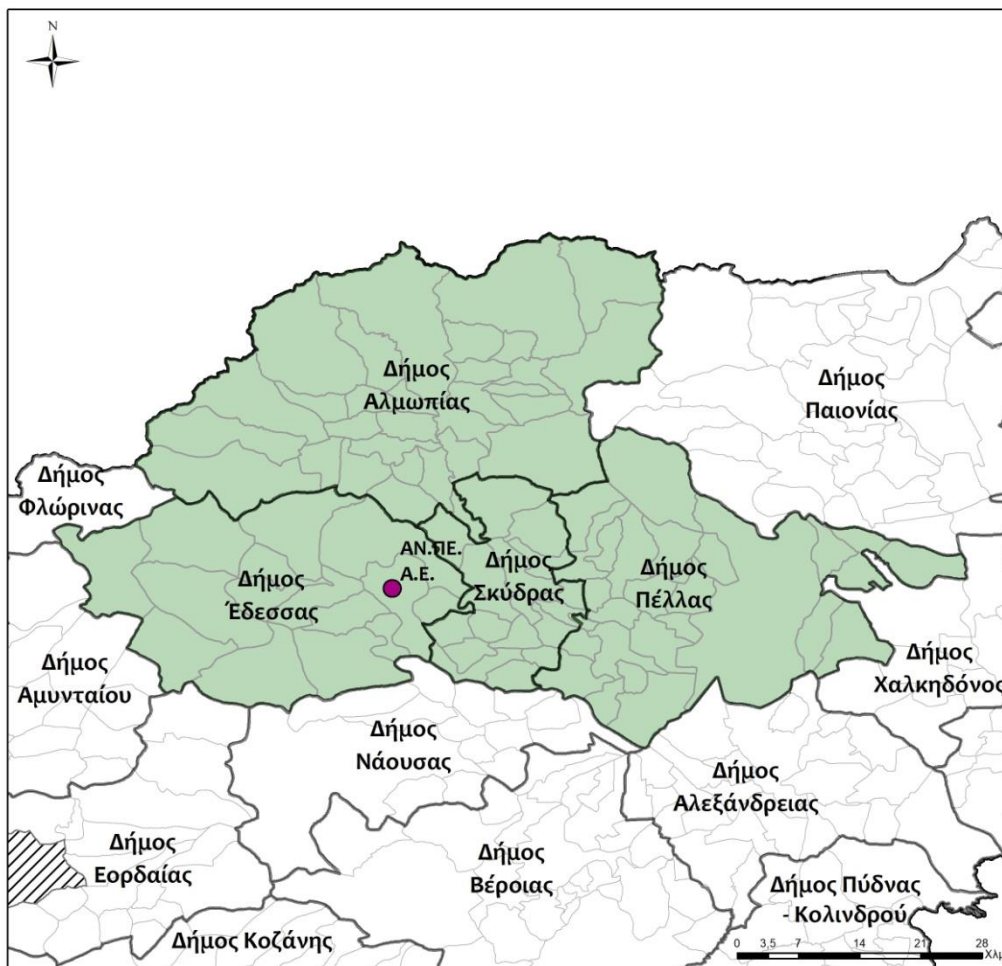 N
Δήμος
Αλμωπίας
Δήμος
Παιονίας
Δήμος
Φλώρινας
ΑΝ.ΠΕ.
Α.Ε.
Δήμος
Έδεσσας
Δήμος
Σκύδρας
Δήμος
Πέλλας
Δήμος
Αμυνταίου
Δήμος
Χαλκηδόνος
Δήμος
Νάουσας
Δήμος
Αλεξάνδρειας
Δήμος
Εορδαίας
Δήμος
Βέροιας
Δήμος Πύδνας
- Κολινδρού
Δήμος Κοζάνης
0 3,5 7 14 21 28
Χλμ